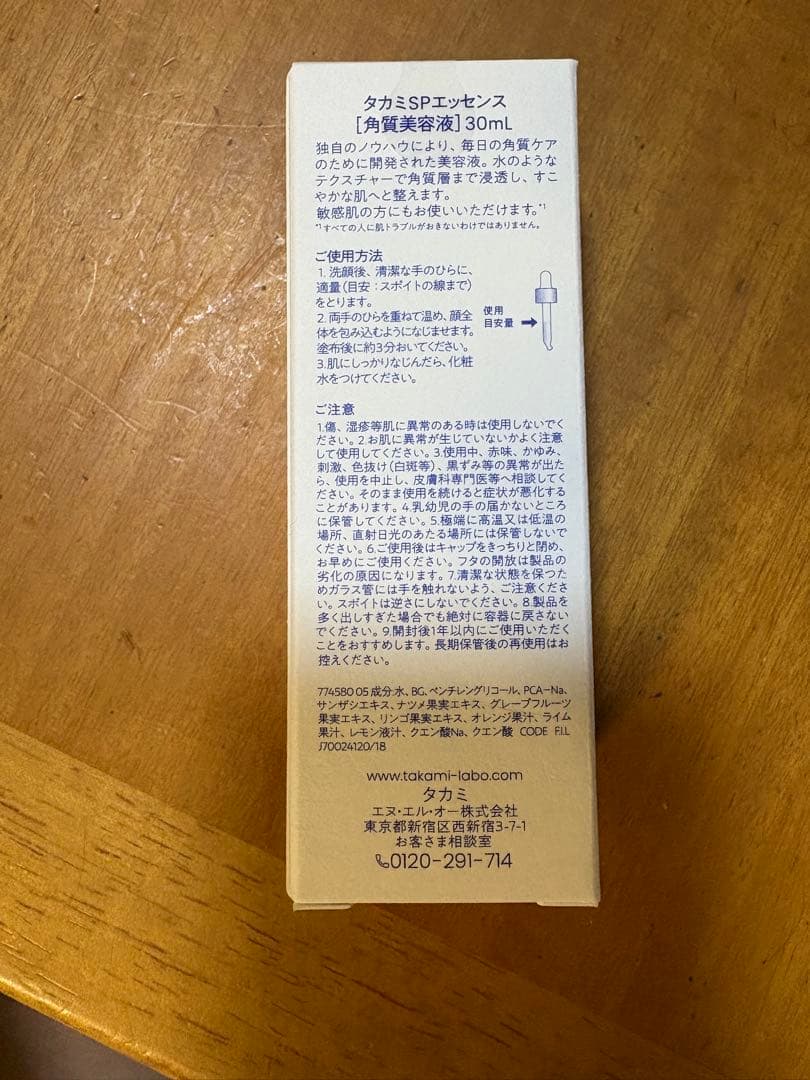 タカミSPエッセンス
[角質美容液]30mL
独自のノウハウにより、毎日の角質ケア
のために開発された美容液。水のような
テクスチャーで角質層まで浸透し、すこ
やかな肌へと整えます。
敏感肌の方にもお使いいただけます。*1
*1すべての人に肌トラブルがおきないわけではありません。
ご使用方法
1. 洗顔後、清潔な手のひらに、
適量(目安:スポイトの線まで)
をとります。
2. 両手のひらを重ねて温め、顔全
体を包み込むようになじませます。
塗布後に約3分おいてください。
3.肌にしっかりなじんだら、化粧
水をつけてください。
使用
目安量
ご注意
1.傷、湿疹等肌に異常のある時は使用しないでく
ださい。2.お肌に異常が生じていないかよく注意
して使用してください。3.使用中、赤味、かゆみ、
刺激、色抜け(白斑等)、黒ずみ等の異常が出た
ら、使用を中止し、皮膚科専門医等へ相談してく
ださい。そのまま使用を続けると症状が悪化する
ことがあります。4.乳幼児の手の届かないところ
に保管してください。5.極端に高温又は低温の
場所、直射日光のあたる場所には保管しないで
ください。6.ご使用後はキャップをきっちりと閉め、
お早めにご使用ください。フタの開放は製品の
劣化の原因になります。7.清潔な状態を保つた
めガラス管には手を触れないよう、ご注意くださ
い。スポイトは逆さにしないでください。8.製品を
多く出しすぎた場合でも絶対に容器に戻さない
でください。9.開封後1年以内にご使用いただく
ことをおすすめします。長期保管後の再使用はお
控えください。
774580 05 成分:水、BG、ペンチレングリコール、PCA-Na、
サンザシエキス、ナツメ果実エキス、グレープフルーツ
果実エキス、リンゴ果実エキス、オレンジ果汁、ライム
果汁、レモン液汁、クエン酸Na、クエン酸 CODE F.I.L
J70024120/18
www.takami-labo.com
タカミ
エヌ・エル・オー株式会社
東京都新宿区西新宿3-7-1
お客さま相談室
0120-291-714